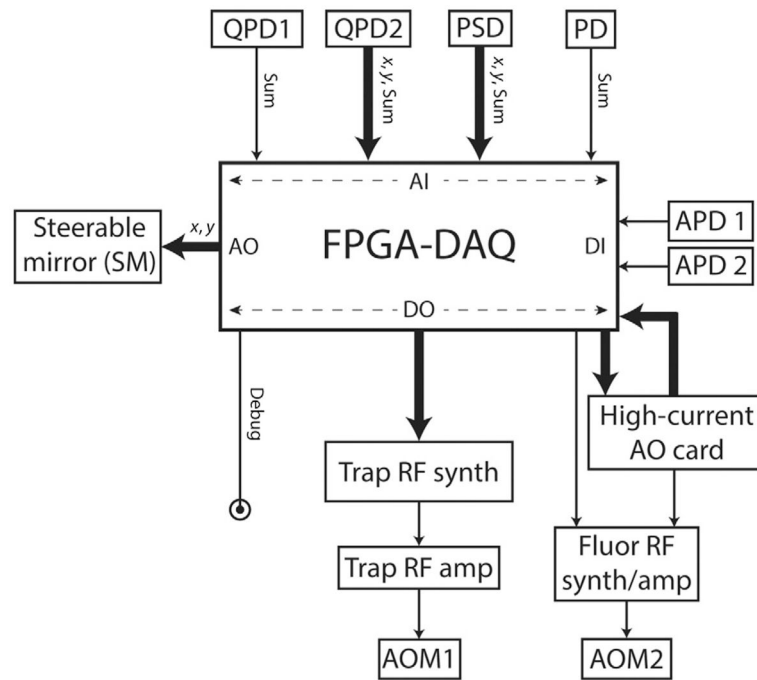 QPD1
QPD2
PSD
PD
Sum
x, y, Sum
x, y, Sum
Sum
AI
Steerable
mirror (SM)
x, y
AO
FPGA-DAQ
DI
APD 1
APD 2
DO
Debug
High-current
AO card
Trap RF synth
Trap RF amp
Fluor RF
synth/amp
AOM1
AOM2